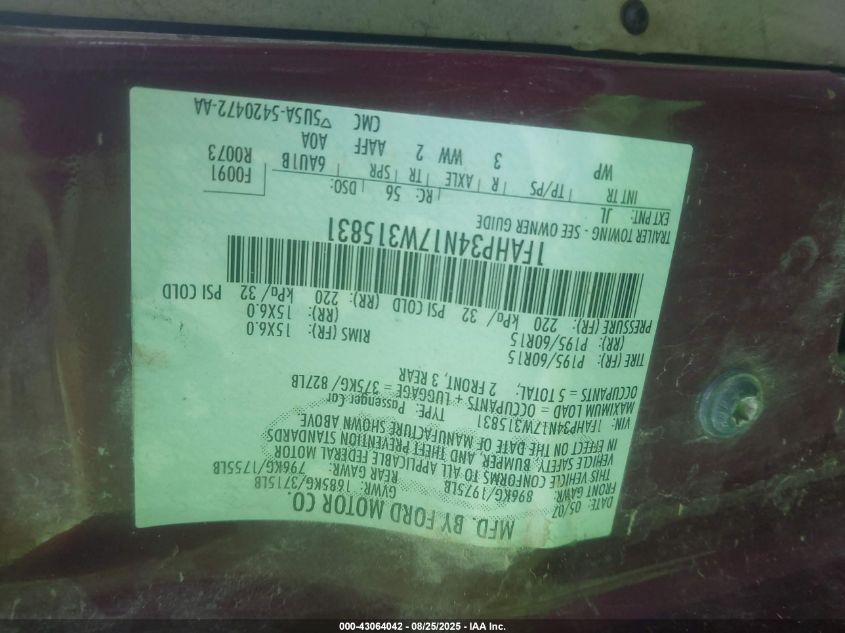 MFD. BY FORD MOTOR CO.
DATE: 05/07
GVWR: 1685KG/3715LB
FRONT GAWR: 896KG/1975LB
REAR GAWR: 796KG/1755LB
THIS VEHICLE CONFORMS TO ALL APPLICABLE FEDERAL MOTOR
VEHICLE SAFETY, BUMPER, AND THEFT PREVENTION STANDARDS
IN EFFECT ON THE DATE OF MANUFACTURE SHOWN ABOVE
VIN: 1FAHP34N17W315831 TYPE: Passenger Car
MAXIMUM LOAD = OCCUPANTS + LUGGAGE = 375KG/ 827LB
OCCUPANTS = 5 TOTAL: 2 FRONT, 3 REAR
TIRE (FR): P195/60R15 RIMS (FR): 15X6.0
(RR): P195/60R15 (RR): 15X6.0
PRESSURE (FR): 220 kPa/ 32 PSI COLD (RR): 220 kPa/ 32 PSI COLD
1FAHP34N17W315831
TRAILER TOWING - SEE OWNER GUIDE
F0091
R0073
EXT PNT: JL RC: 56 DSO:
INT TR TP/PS R AXLE TR SPR 6AU1B
WP 3 WW 2 AAFF AOA
CMC 5U5A-5420472-AA
000-43064042 - 08/25/2025 - IAA Inc.